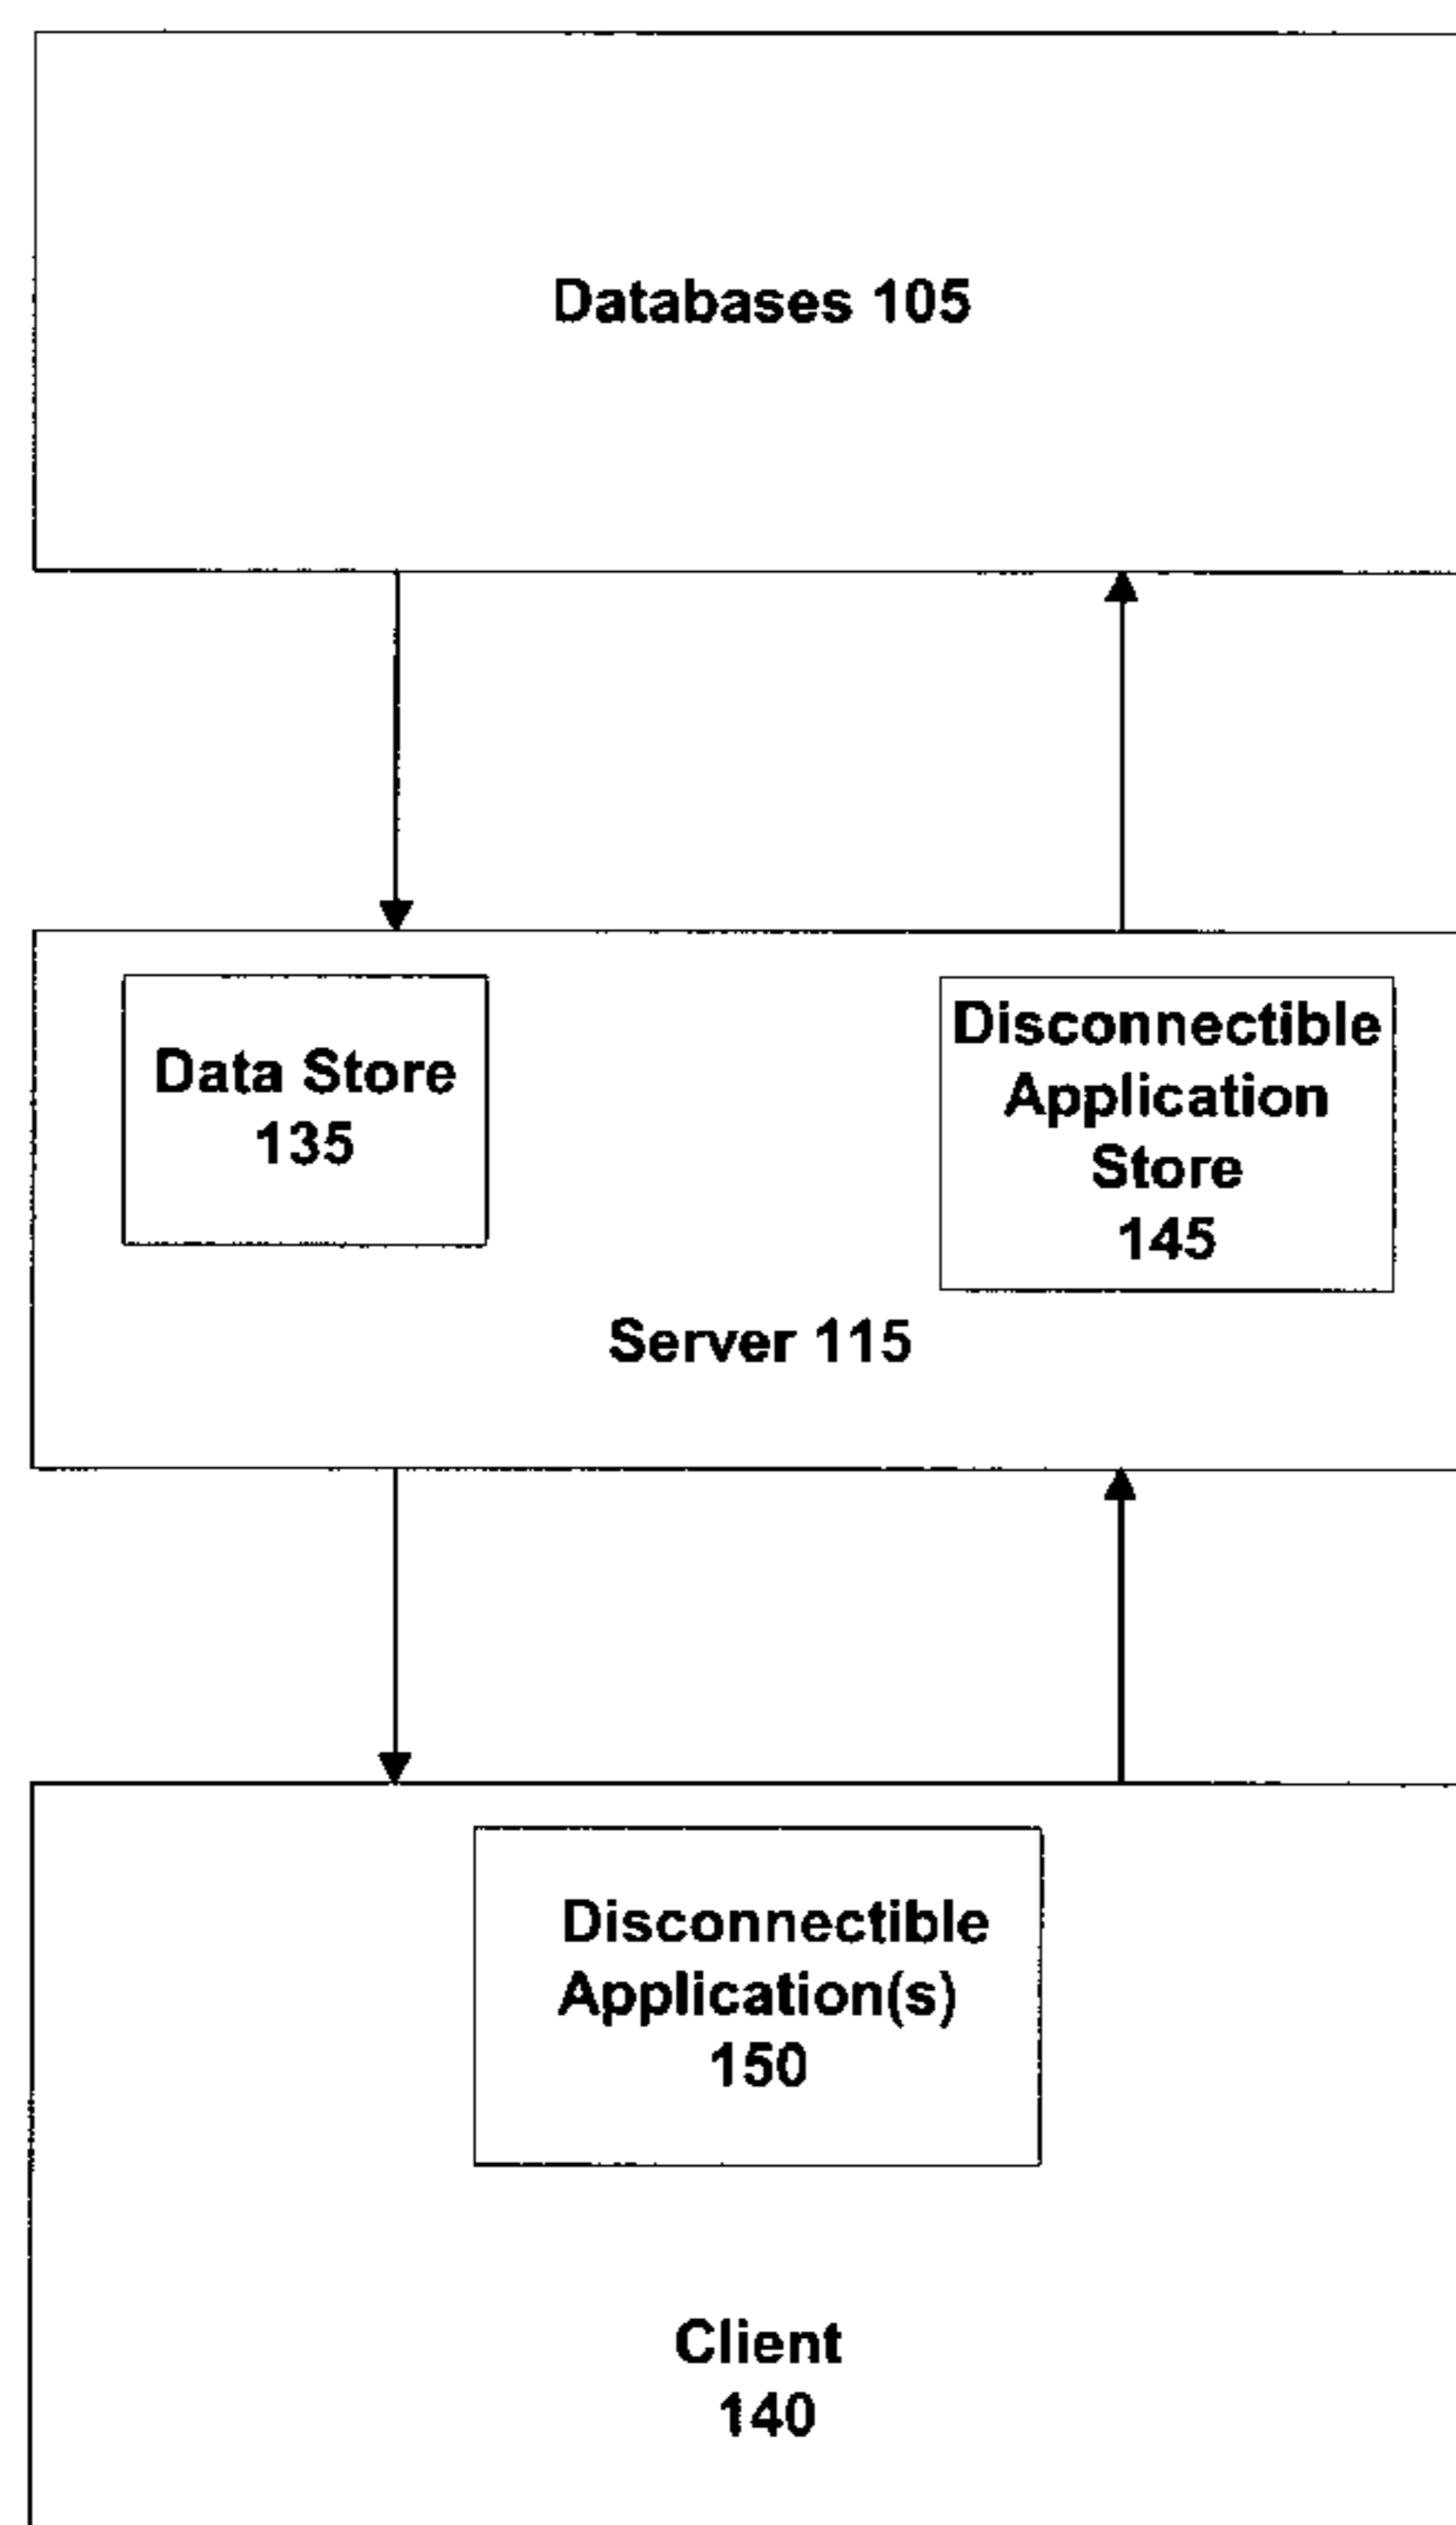 Databases 105
Data Store
135
Disconnectible
Application
Store
145
Server 115
Disconnectible
Application(s)
150
Client
140